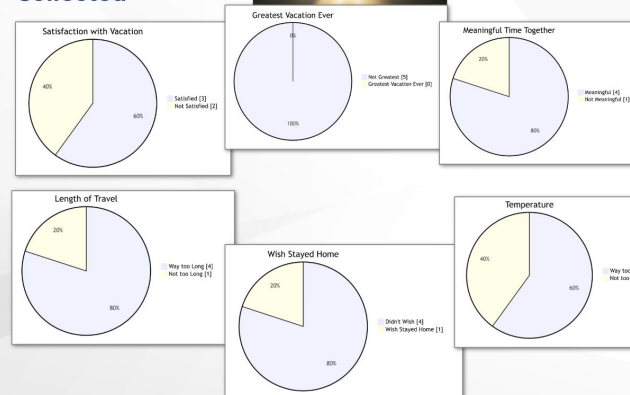 Collected
Satisfaction with Vacation
40%
60%
Satisfied [3]
Not Satisfied [2]
Greatest Vacation Ever
0%
100%
Not Greatest [5]
Greatest Vacation Ever [0]
Meaningful Time Together
20%
80%
Meaningful [4]
Not Meaningful [1]
Length of Travel
20%
80%
Way too Long [4]
Not too Long [1]
Wish Stayed Home
20%
80%
Didn't Wish [4]
Wish Stayed Home [1]
Temperature
40%
60%
Way too
Not too